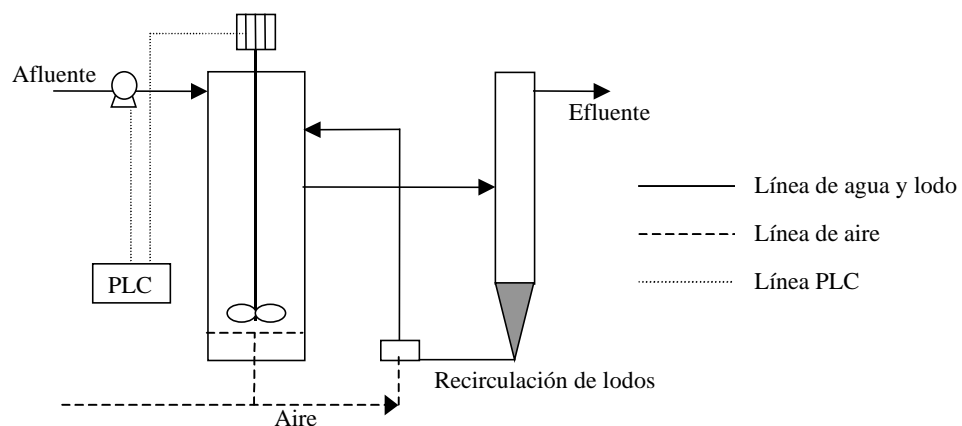 Afluente
Efluente
Línea de agua y lodo
Línea de aire
PLC
Línea PLC
Recirculación de lodos
Aire